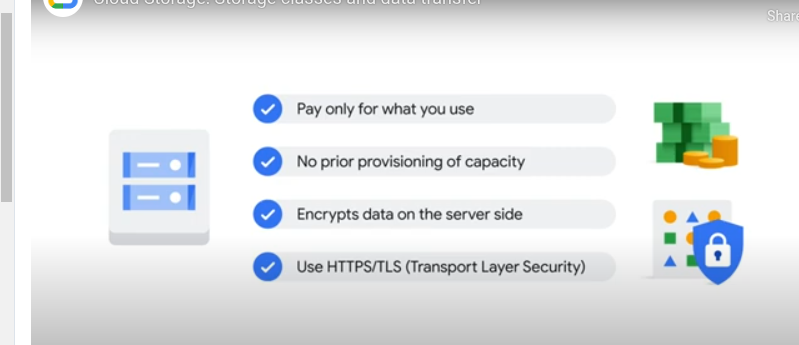 Cloud Storage: Storage classes and data transfer
Share
Pay only for what you use
No prior provisioning of capacity
Encrypts data on the server side
Use HTTPS/TLS (Transport Layer Security)